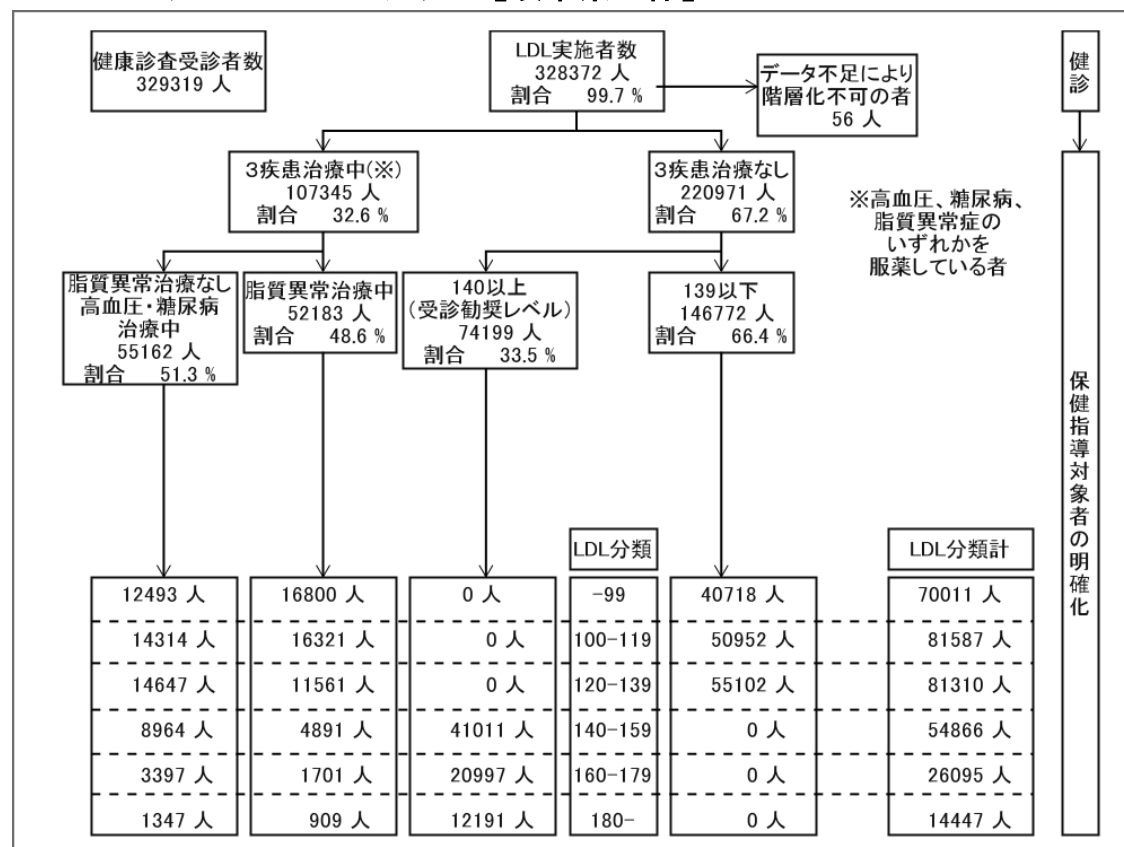 健康診査受診者数
329319 人
LDL実施者数
328372 人
割合 99.7 %
データ不足により
階層化不可の者
56 人
健診
3疾患治療中(※)
107345 人
割合 32.6 %
3疾患治療なし
220971 人
割合 67.2 %
※高血圧、糖尿病、
脂質異常症の
いずれかを
服薬している者
脂質異常治療なし
高血圧・糖尿病
治療中
55162 人
割合 51.3 %
脂質異常治療中
52183 人
割合 48.6 %
140以上
(受診勧奨レベル)
74199 人
割合 33.5 %
139以下
146772 人
割合 66.4 %
保健指導対象者の明確化
LDL分類
LDL分類計
12493 人 16800 人 0 人 -99 40718 人 70011 人
14314 人 16321 人 0 人 100-119 50952 人 81587 人
14647 人 11561 人 0 人 120-139 55102 人 81310 人
8964 人 4891 人 41011 人 140-159 0 人 54866 人
3397 人 1701 人 20997 人 160-179 0 人 26095 人
1347 人 909 人 12191 人 180- 0 人 14447 人